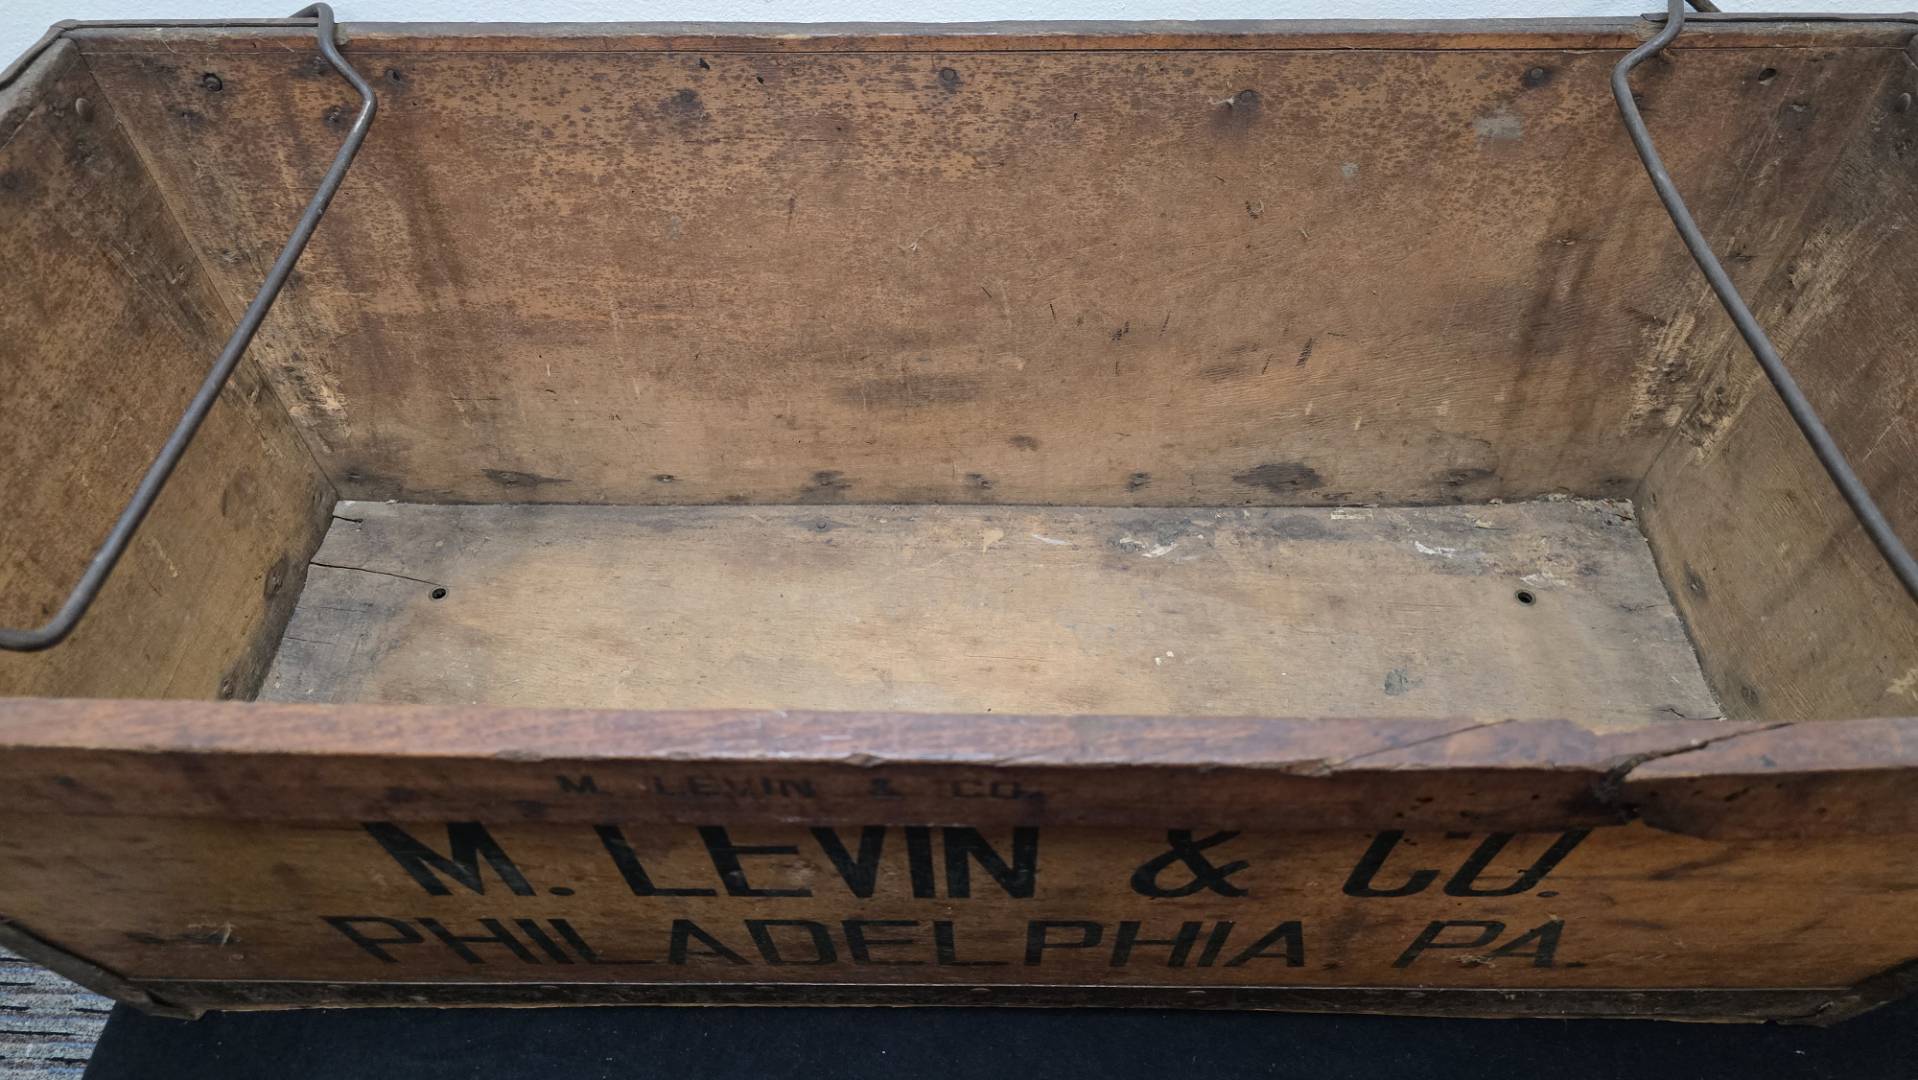 M. LEVIN & CO.
M. LEVIN & CO.
PHILADELPHIA PA.